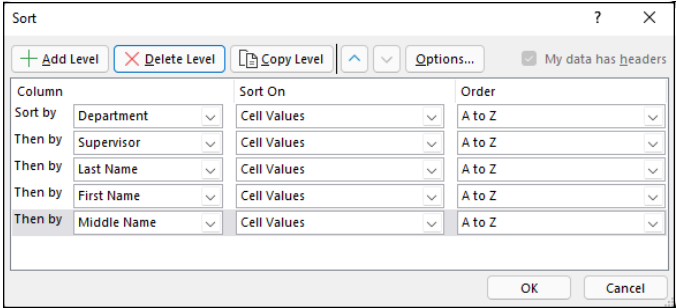 Sort ? ×
Add Level Delete Level Copy Level Options... My data has headers
Column Sort On Order
Sort by Department Cell Values A to Z
Then by Supervisor Cell Values A to Z
Then by Last Name Cell Values A to Z
Then by First Name Cell Values A to Z
Then by Middle Name Cell Values A to Z
OK Cancel